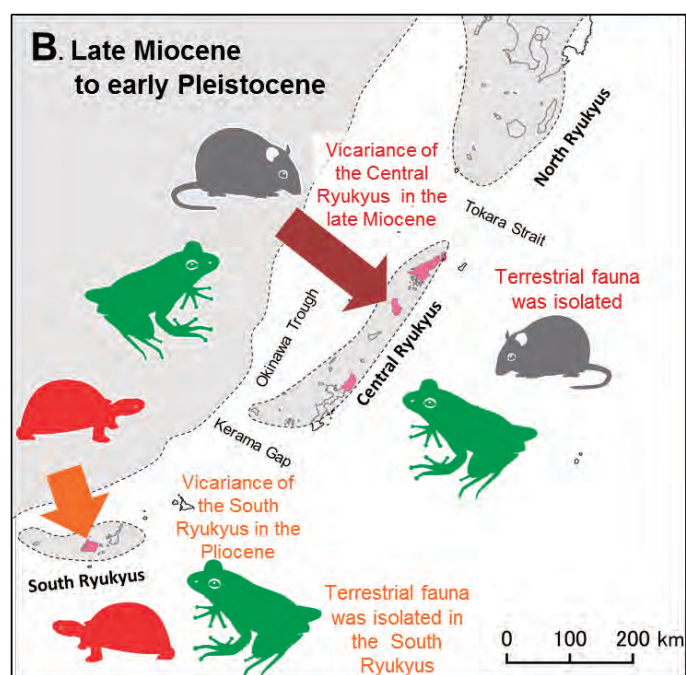 B. Late Miocene
to early Pleistocene
Vicariance of
the Central
Ryukyus in the
late Miocene
North Ryukyus
Tokara Strait
Terrestrial fauna
was isolated
Okinawa Trough
Central Ryukyus
Kerama Gap
Vicariance of
the South
Ryukyus in the
Pliocene
South Ryukyus
Terrestrial fauna
was isolated in
the South
Ryukyus
0 100 200 km